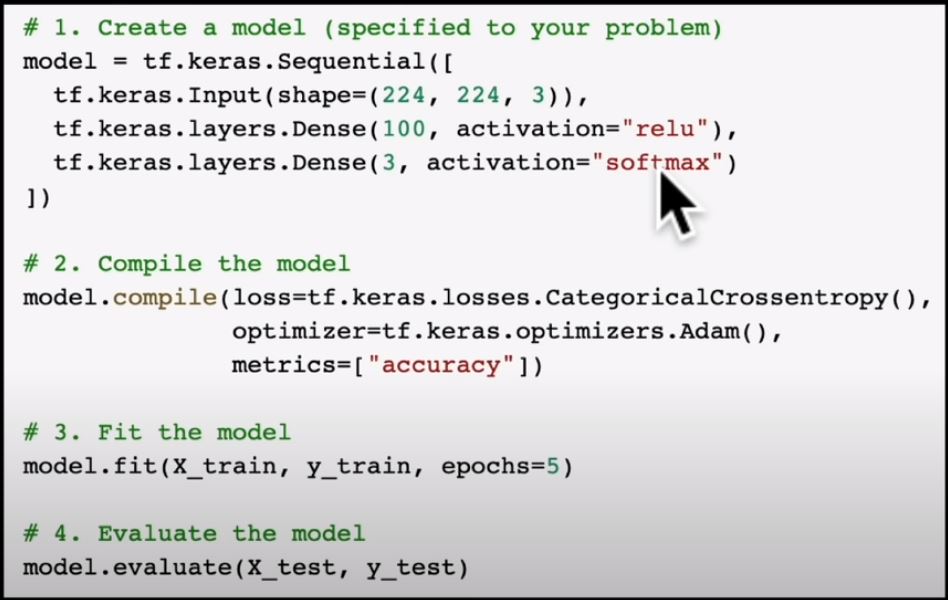 # 1. Create a model (specified to your problem)
model = tf.keras.Sequential([
  tf.keras.Input(shape=(224, 224, 3)),
  tf.keras.layers.Dense(100, activation="relu"),
  tf.keras.layers.Dense(3, activation="softmax")
])

# 2. Compile the model
model.compile(loss=tf.keras.losses.CategoricalCrossentropy(),
              optimizer=tf.keras.optimizers.Adam(),
              metrics=["accuracy"])

# 3. Fit the model
model.fit(X_train, y_train, epochs=5)

# 4. Evaluate the model
model.evaluate(X_test, y_test)